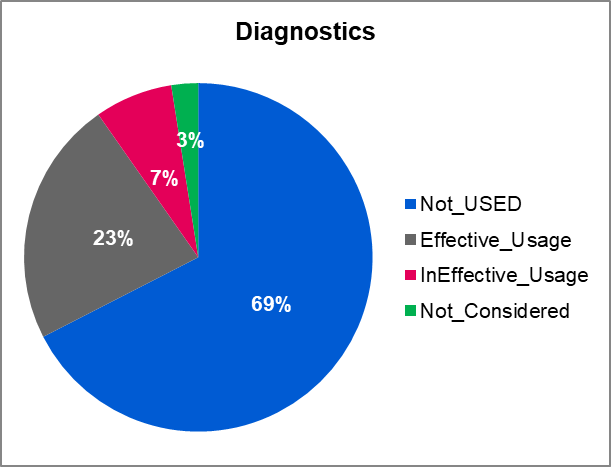 Diagnostics
3%
7%
23%
69%
Not_USED
Effective_Usage
InEffective_Usage
Not_Considered